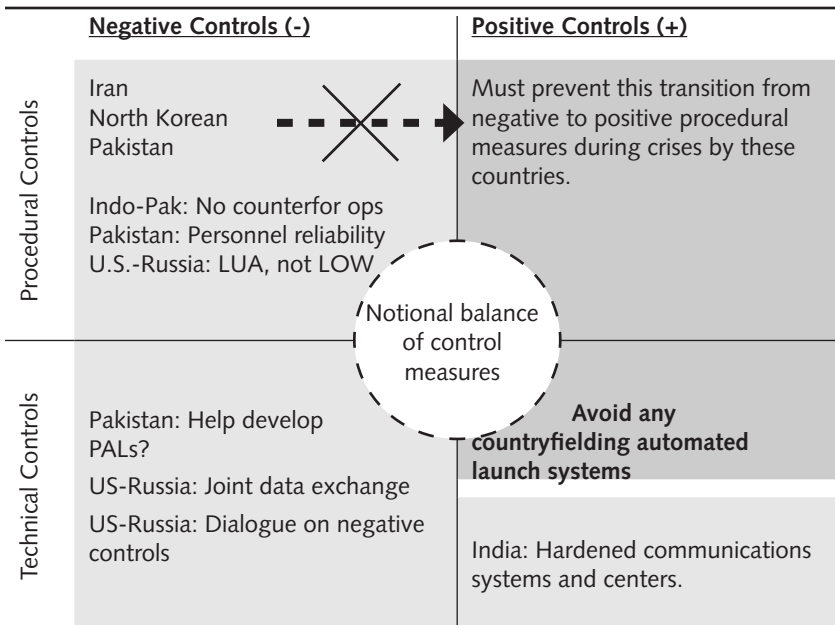 Negative Controls (-)
Positive Controls (+)
Procedural Controls
Iran
North Korean
Pakistan
Indo-Pak: No counterfor ops
Pakistan: Personnel reliability
U.S.-Russia: LUA, not LOW
Must prevent this transition from
negative to positive procedural
measures during crises by these
countries.
Notional balance
of control
measures
Technical Controls
Pakistan: Help develop
PALs?
US-Russia: Joint data exchange
US-Russia: Dialogue on negative
controls
Avoid any
countryfielding automated
launch systems
India: Hardened communications
systems and centers.